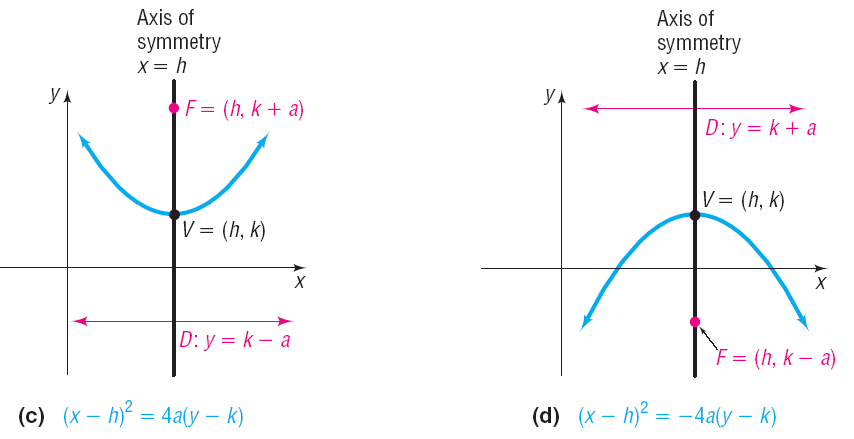 Axis of
symmetry
x = h
y
F = (h, k + a)
V = (h, k)
x
D: y = k – a
(c) (x – h)² = 4a(y – k)
Axis of
symmetry
x = h
y
D: y = k + a
V = (h, k)
x
F = (h, k – a)
(d) (x – h)² = –4a(y – k)